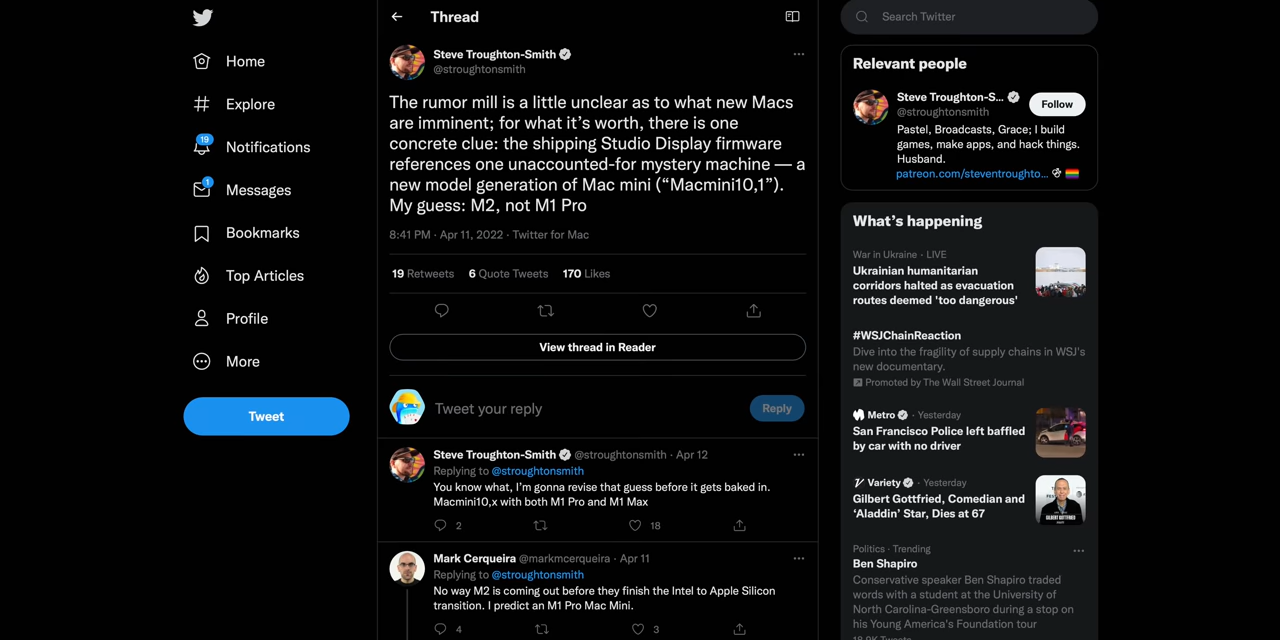 Home
Explore
19
Notifications
1
Messages
Bookmarks
Top Articles
Profile
More
Tweet
Thread
Steve Troughton-Smith
@stroughtonsmith
The rumor mill is a little unclear as to what new Macs
are imminent; for what it’s worth, there is one
concrete clue: the shipping Studio Display firmware
references one unaccounted-for mystery machine — a
new model generation of Mac mini (“Macmini10,1”).
My guess: M2, not M1 Pro
8:41 PM · Apr 11, 2022 · Twitter for Mac
19 Retweets 6 Quote Tweets 170 Likes
View thread in Reader
Tweet your reply
Reply
Steve Troughton-Smith @stroughtonsmith · Apr 12
Replying to @stroughtonsmith
You know what, I’m gonna revise that guess before it gets baked in.
Macmini10,x with both M1 Pro and M1 Max
2 18
Mark Cerqueira @markmcerqueira · Apr 11
Replying to @stroughtonsmith
No way M2 is coming out before they finish the Intel to Apple Silicon
transition. I predict an M1 Pro Mac Mini.
4 3
Search Twitter
Relevant people
Steve Troughton-S...
@stroughtonsmith
Follow
Pastel, Broadcasts, Grace; I build
games, make apps, and hack things.
Husband.
patreon.com/steventroughto...
What’s happening
War in Ukraine · LIVE
Ukrainian humanitarian
corridors halted as evacuation
routes deemed 'too dangerous'
#WSJChainReaction
Dive into the fragility of supply chains in WSJ's
new documentary.
Promoted by The Wall Street Journal
Metro · Yesterday
San Francisco Police left baffled
by car with no driver
Variety · Yesterday
Gilbert Gottfried, Comedian and
‘Aladdin’ Star, Dies at 67
Politics · Trending
Ben Shapiro
Conservative speaker Ben Shapiro traded
words with a student at the University of
North Carolina-Greensboro during a stop on
his Young America's Foundation tour